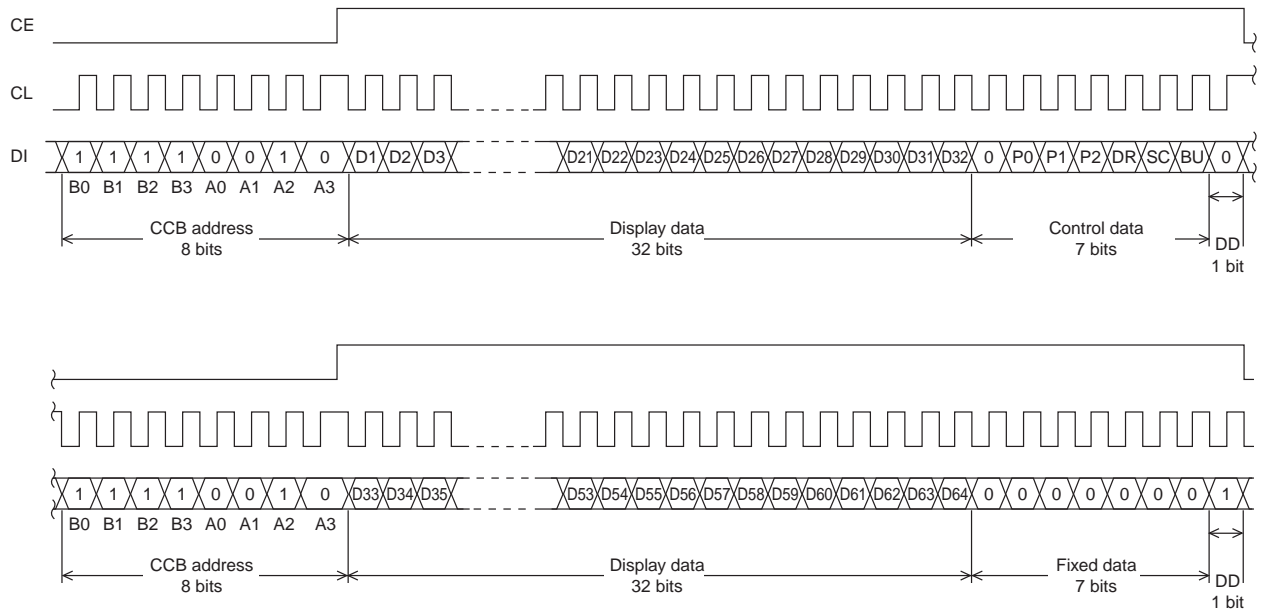 CE
CL
DI 1 1 1 1 0 0 1 0 D1 D2 D3 D21 D22 D23 D24 D25 D26 D27 D28 D29 D30 D31 D32 0 P0 P1 P2 DR SC BU 0
B0 B1 B2 B3 A0 A1 A2 A3
CCB address
8 bits
Display data
32 bits
Control data
7 bits
DD
1 bit
1 1 1 1 0 0 1 0 D33 D34 D35 D53 D54 D55 D56 D57 D58 D59 D60 D61 D62 D63 D64 0 0 0 0 0 0 0 1
B0 B1 B2 B3 A0 A1 A2 A3
CCB address
8 bits
Display data
32 bits
Fixed data
7 bits
DD
1 bit